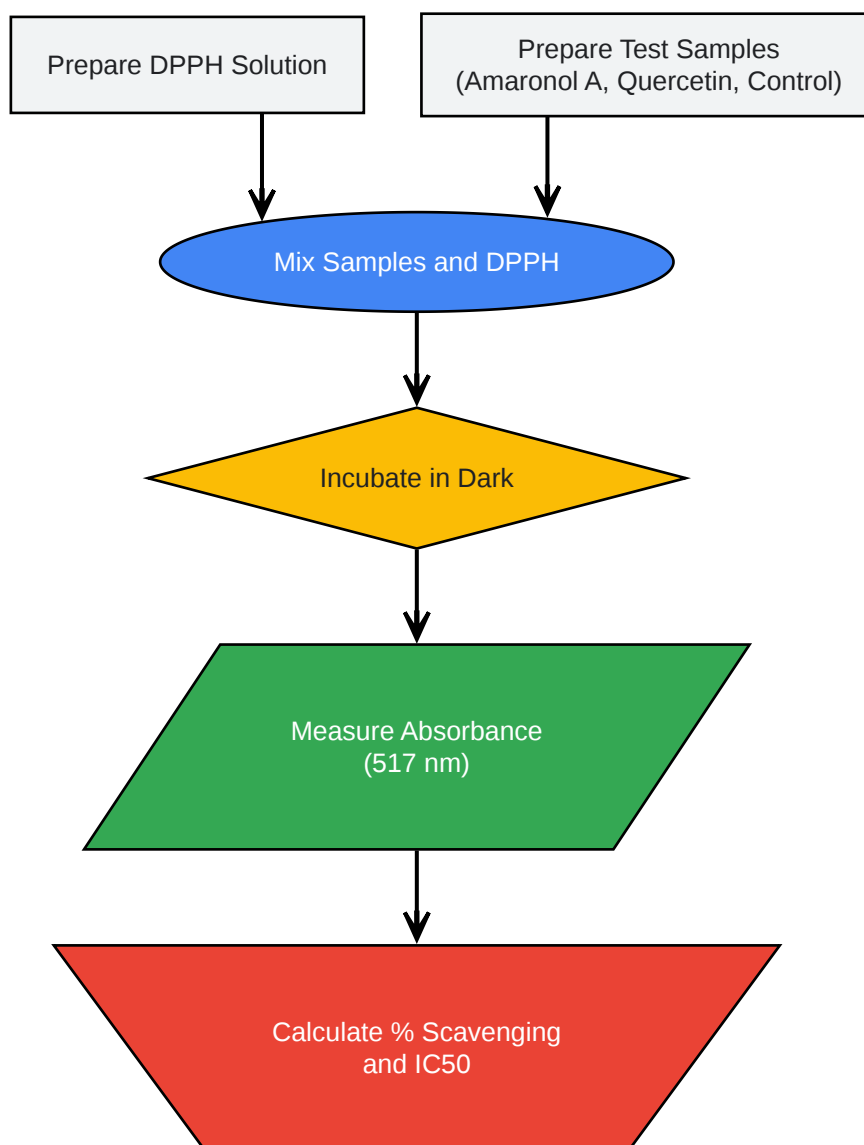 Prepare DPPH Solution
Prepare Test Samples
(Amaronol A, Quercetin, Control)
Mix Samples and DPPH
Incubate in Dark
Measure Absorbance
(517 nm)
Calculate % Scavenging
and IC50